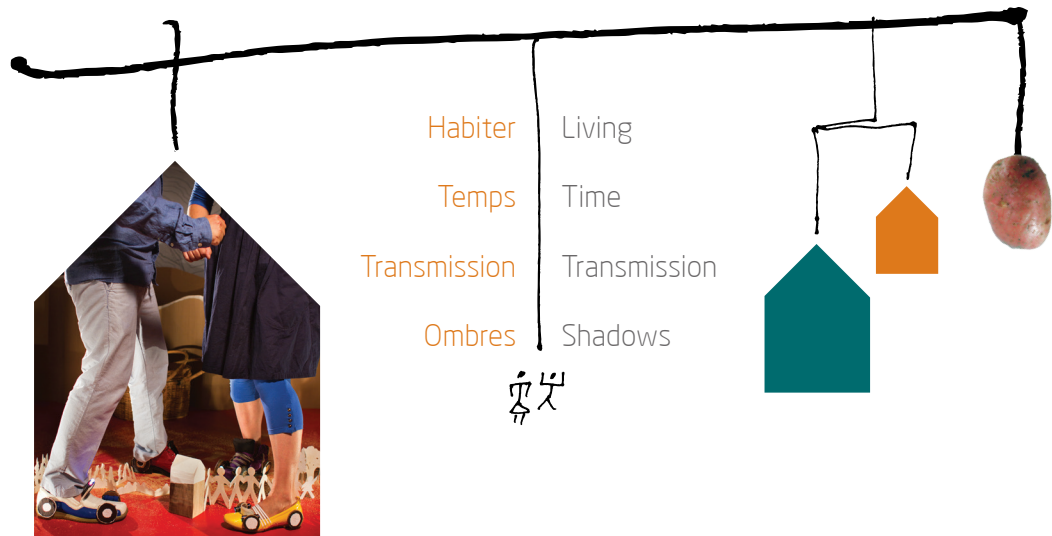 Habiter Living
Temps Time
Transmission Transmission
Ombres Shadows